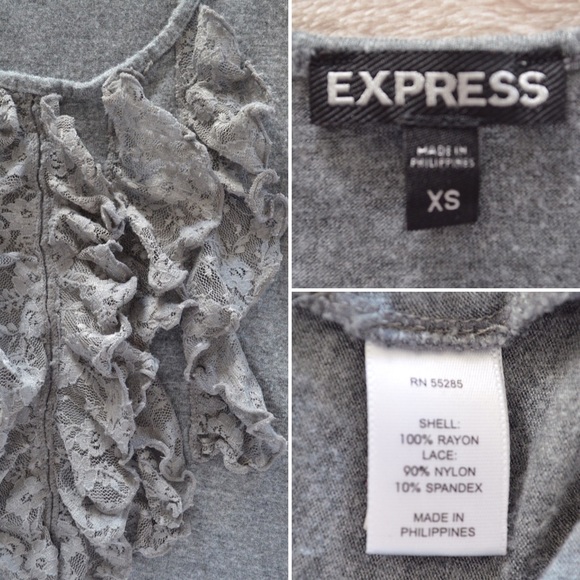 EXPRESS
MADE IN
PHILIPPINES
XS
RN 55285
SHELL:
100% RAYON
LACE:
90% NYLON
10% SPANDEX
MADE IN
PHILIPPINES